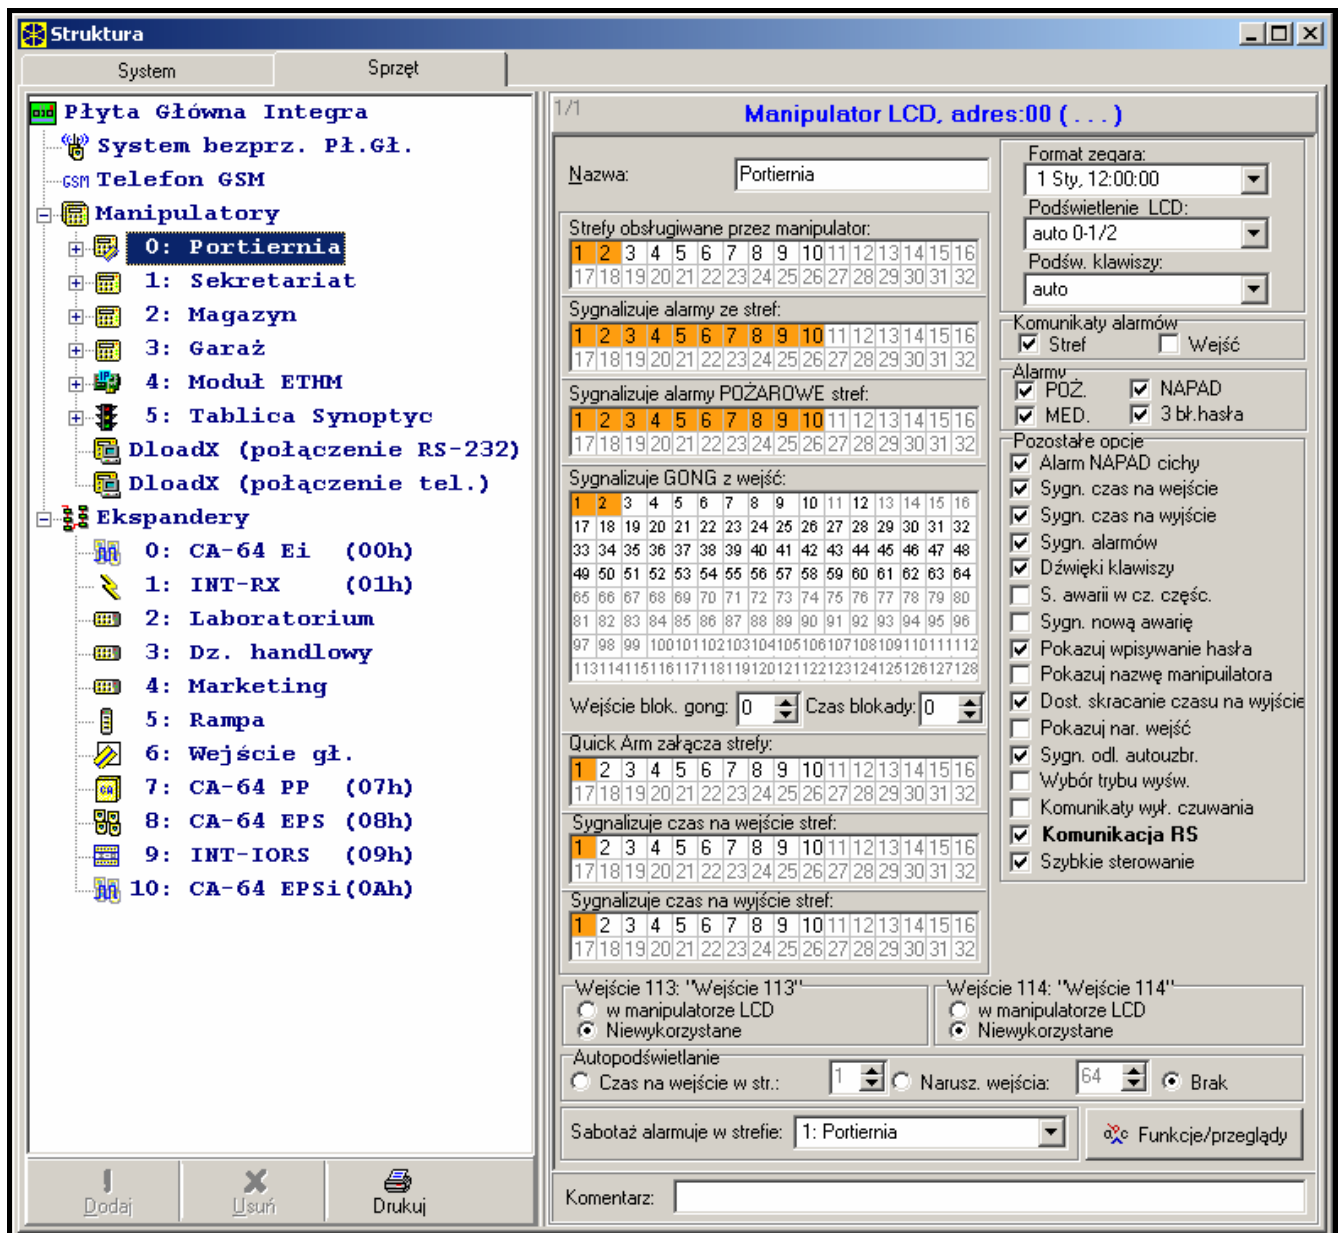 Struktura
System
Sprzęt
Płyta Główna Integra
System bezprz. Pł.Gł.
GSM Telefon GSM
Manipulatory
0: Portiernia
1: Sekretariat
2: Magazyn
3: Garaż
4: Moduł ETHM
5: Tablica Synoptyc
DloadX (połączenie RS-232)
DloadX (połączenie tel.)
Ekspandery
0: CA-64 Ei (00h)
1: INT-RX (01h)
2: Laboratorium
3: Dz. handlowy
4: Marketing
5: Rampa
6: Wejście gł.
7: CA-64 PP (07h)
8: CA-64 EPS (08h)
9: INT-IORS (09h)
10: CA-64 EPSi(0Ah)
Dodaj
Usuń
Drukuj
1/1
Manipulator LCD, adres:00 ( . . . )
Nazwa: Portiernia
Strefy obsługiwane przez manipulator:
1 2 3 4 5 6 7 8 9 10 11 12 13 14 15 16
17 18 19 20 21 22 23 24 25 26 27 28 29 30 31 32
Sygnalizuje alarmy ze stref:
1 2 3 4 5 6 7 8 9 10 11 12 13 14 15 16
17 18 19 20 21 22 23 24 25 26 27 28 29 30 31 32
Sygnalizuje alarmy POŻAROWE stref:
1 2 3 4 5 6 7 8 9 10 11 12 13 14 15 16
17 18 19 20 21 22 23 24 25 26 27 28 29 30 31 32
Sygnalizuje GONG z wejść:
1 2 3 4 5 6 7 8 9 10 11 12 13 14 15 16
17 18 19 20 21 22 23 24 25 26 27 28 29 30 31 32
33 34 35 36 37 38 39 40 41 42 43 44 45 46 47 48
49 50 51 52 53 54 55 56 57 58 59 60 61 62 63 64
65 66 67 68 69 70 71 72 73 74 75 76 77 78 79 80
81 82 83 84 85 86 87 88 89 90 91 92 93 94 95 96
97 98 99 100 101 102 103 104 105 106 107 108 109 110 111 112
113 114 115 116 117 118 119 120 121 122 123 124 125 126 127 128
Wejście blok. gong: 0 Czas blokady: 0
Quick Arm załącza strefy:
1 2 3 4 5 6 7 8 9 10 11 12 13 14 15 16
17 18 19 20 21 22 23 24 25 26 27 28 29 30 31 32
Sygnalizuje czas na wejście stref:
1 2 3 4 5 6 7 8 9 10 11 12 13 14 15 16
17 18 19 20 21 22 23 24 25 26 27 28 29 30 31 32
Sygnalizuje czas na wyjście stref:
1 2 3 4 5 6 7 8 9 10 11 12 13 14 15 16
17 18 19 20 21 22 23 24 25 26 27 28 29 30 31 32
Format zegara:
1 Sty, 12:00:00
Podświetlenie LCD:
auto 0-1/2
Podśw. klawiszy:
auto
Komunikaty alarmów
Stref Wejść
Alarmy
POŻ. NAPAD
MED. 3 bł.hasła
Pozostałe opcje
Alarm NAPAD cichy
Sygn. czas na wejście
Sygn. czas na wyjście
Sygn. alarmów
Dźwięki klawiszy
S. awarii w cz. częśc.
Sygn. nową awarię
Pokazuj wpisywanie hasła
Pokazuj nazwę manipuilatora
Dost. skracanie czasu na wyjście
Pokazuj nar. wejść
Sygn. odl. autouzbr.
Wybór trybu wyśw.
Komunikaty wył. czuwania
Komunikacja RS
Szybkie sterowanie
Wejście 113: "Wejście 113"
w manipulatorze LCD
Niewykorzystane
Wejście 114: "Wejście 114"
w manipulatorze LCD
Niewykorzystane
Autopodświetlanie
Czas na wejście w str.: 1 Narusz. wejścia: 64 Brak
Sabotaż alarmuje w strefie: 1: Portiernia
Funkcje/przeglądy
Komentarz: